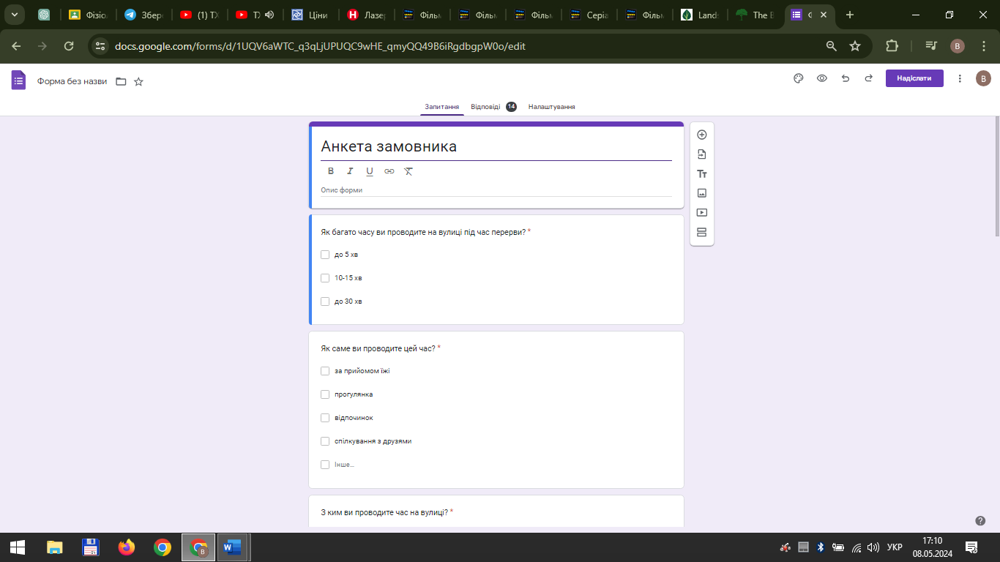 Фізіол
Збере
(1) ТХ
ТХ
Ціни
Лазер
Фільм
Фільм
Фільм
Серіа
Фільм
Lands
The B
docs.google.com/forms/d/1UQV6aWTC_q3qLjUPUQC9wHE_qmyQQ49B6iRgdbgpW0o/edit
B
Форма без назви
Надіслати
B
Запитання Відповіді 14 Налаштування
Анкета замовника
B I U
Опис форми
Як багато часу ви проводите на вулиці під час перерви? *
до 5 хв
10-15 хв
до 30 хв
Як саме ви проводите цей час? *
за прийомом їжі
прогулянка
відпочинок
спілкування з друзями
Інше...
З ким ви проводите час на вулиці? *
УКР
17:10
08.05.2024